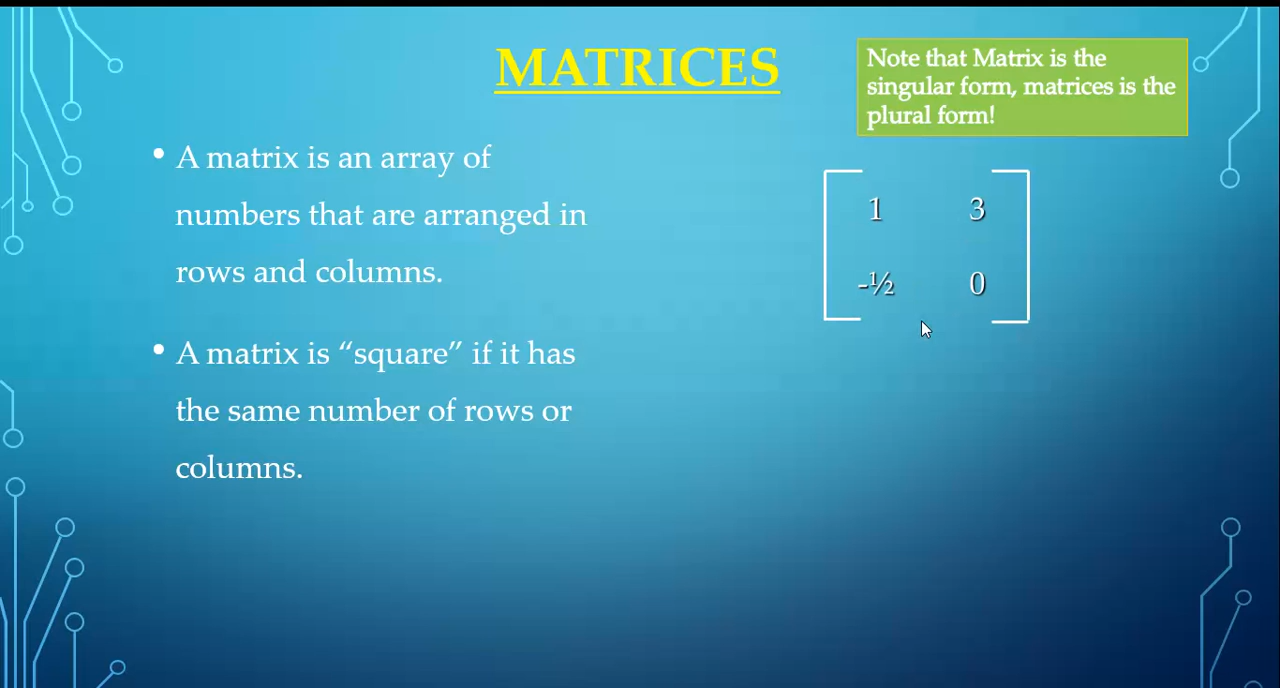 MATRICES
Note that Matrix is the
singular form, matrices is the
plural form!
• A matrix is an array of
numbers that are arranged in
rows and columns.
1 3
-½ 0
• A matrix is “square” if it has
the same number of rows or
columns.